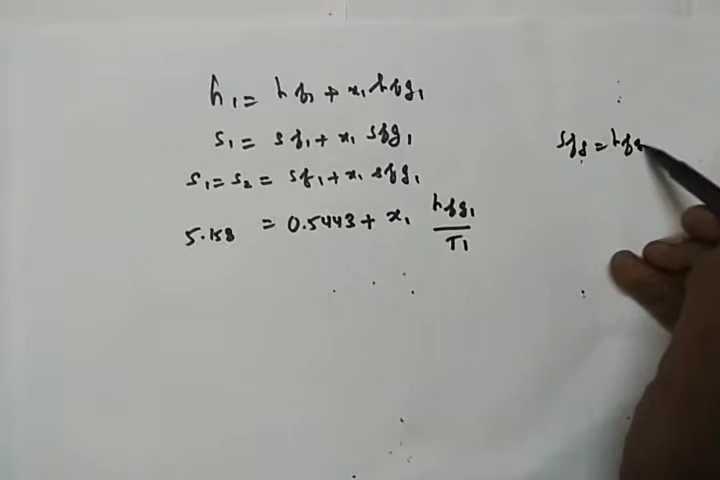 h₁ = hf₁ + x₁ hfg₁
s₁ = sf₁ + x₁ sfg₁
s₁ = s₂ = sf₁ + x₁ sfg₁
5.158 = 0.5443 + x₁ hfg₁ / T₁
sfg = hfg